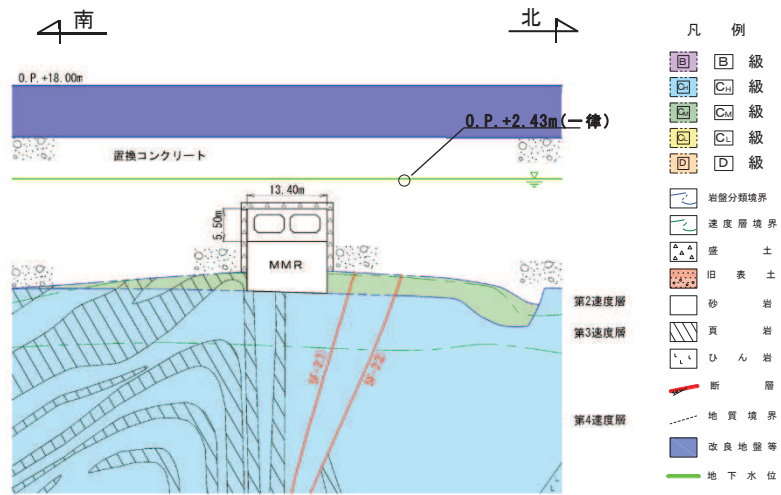 南
北
O.P.+18.00m
O.P.+2.43m(一律)
置換コンクリート
13.40m
5.50m
MMR
第2速度層
第3速度層
第4速度層
凡 例
B B 級
CH CH 級
CM CM 級
CL CL 級
D D 級
岩盤分類境界
速度層境界
盛 土
旧 表 土
砂 岩
頁 岩
ひ ん 岩
断 層
地 質 境 界
改 良 地 盤 等
地 下 水 位